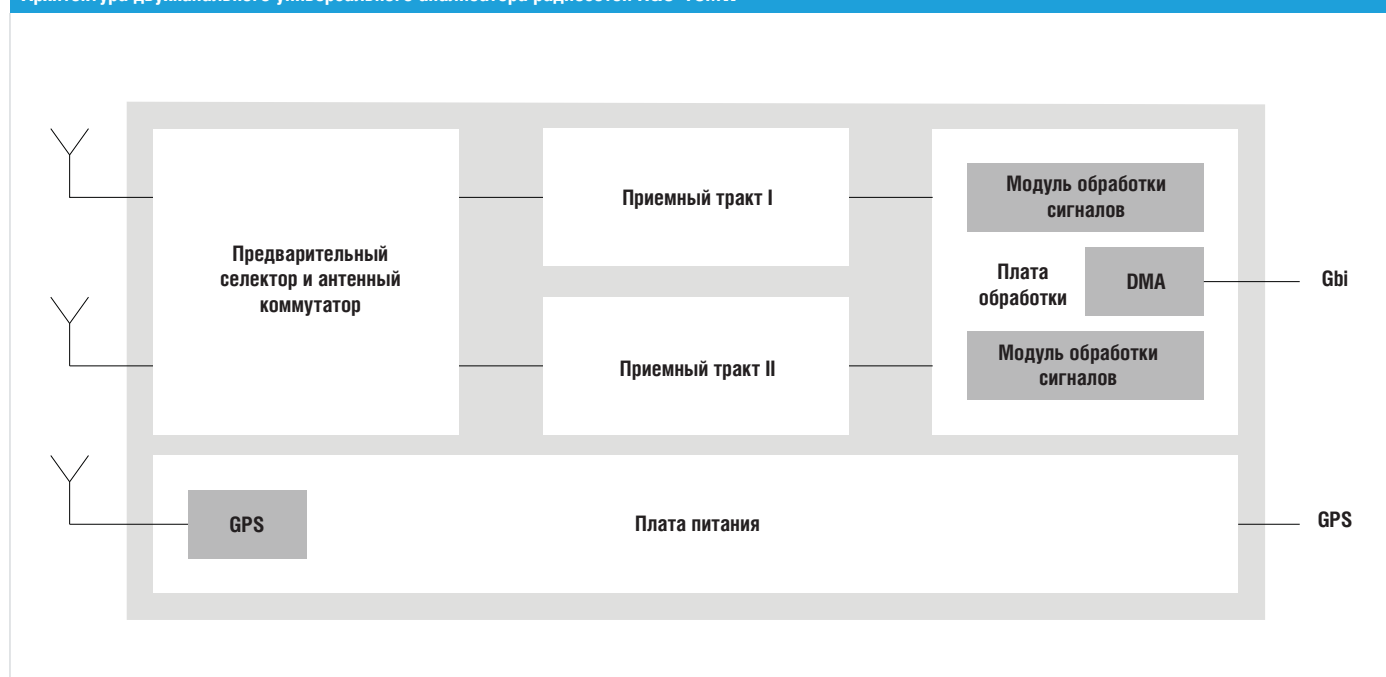 Предварительный
селектор и антенный
коммутатор
Приемный тракт I
Приемный тракт II
Модуль обработки
сигналов
Плата
обработки
DMA
Модуль обработки
сигналов
Gbi
GPS
Плата питания
GPS